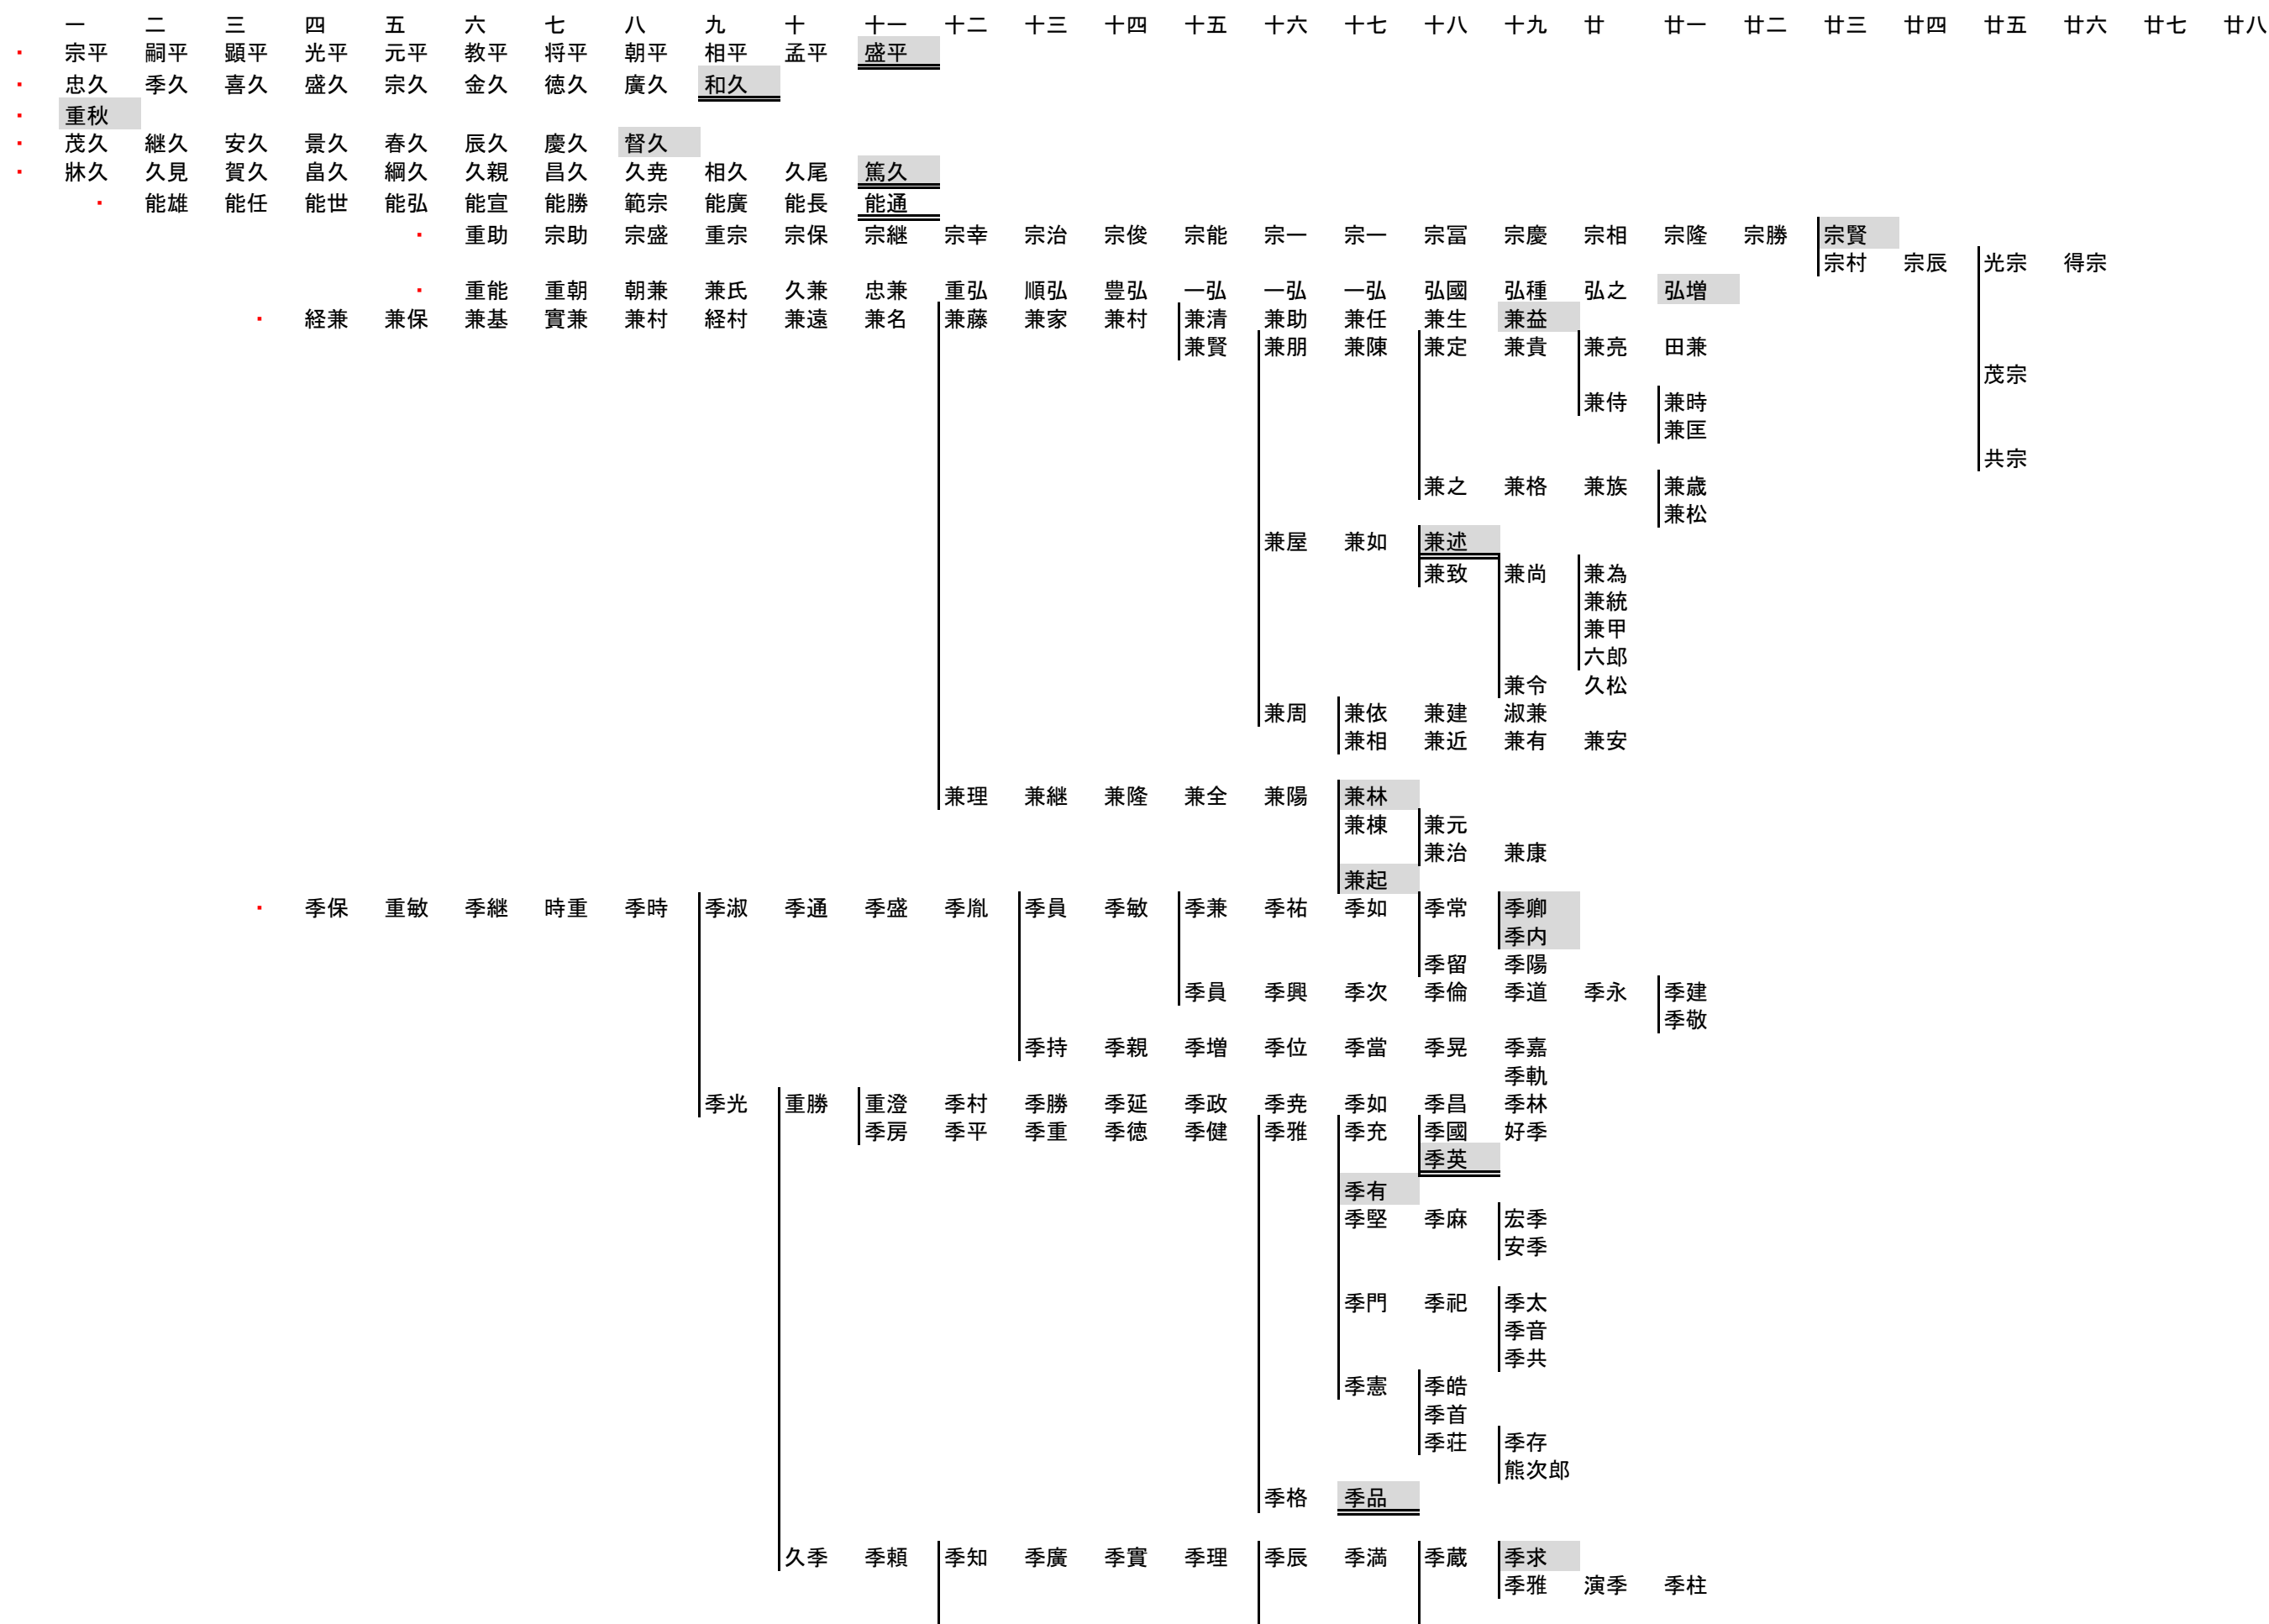 一 二 三 四 五 六 七 八 九 十 十一 十二 十三 十四 十五 十六 十七 十八 十九 廿 廿一 廿二 廿三 廿四 廿五 廿六 廿七 廿八
宗平 嗣平 顕平 光平 元平 教平 将平 朝平 相平 孟平 盛平
忠久 季久 喜久 盛久 宗久 金久 徳久 廣久 和久
重秋
茂久 継久 安久 景久 春久 辰久 慶久 督久
牀久 久見 賀久 畠久 綱久 久親 昌久 久尭 相久 久尾 篤久
能雄 能任 能世 能弘 能宣 能勝 範宗 能廣 能長 能通
重助 宗助 宗盛 重宗 宗保 宗継 宗幸 宗治 宗俊 宗能 宗一 宗一 宗冨 宗慶 宗相 宗隆 宗勝 宗賢
宗村 宗辰 光宗 得宗
重能 重朝 朝兼 兼氏 久兼 忠兼 重弘 順弘 豊弘 一弘 一弘 一弘 弘國 弘種 弘之 弘増
経兼 兼保 兼基 實兼 兼村 経村 兼遠 兼名 兼藤 兼家 兼村 兼清 兼助 兼任 兼生 兼益
兼賢 兼朋 兼陳 兼定 兼貴 兼亮 田兼
茂宗
兼侍 兼時
兼匡
共宗
兼之 兼格 兼族 兼歳
兼松
兼屋 兼如 兼述
兼致 兼尚 兼為
兼統
兼甲
六郎
兼令 久松
兼周 兼依 兼建 淑兼
兼相 兼近 兼有 兼安
兼理 兼継 兼隆 兼全 兼陽 兼林
兼棟 兼元
兼治 兼康
兼起
季保 重敏 季継 時重 季時 季淑 季通 季盛 季胤 季員 季敏 季兼 季祐 季如 季常 季卿
季内
季留 季陽
季員 季興 季次 季倫 季道 季永 季建
季敬
季持 季親 季増 季位 季當 季晃 季嘉
季軌
季光 重勝 重澄 季村 季勝 季延 季政 季尭 季如 季昌 季林
季房 季平 季重 季徳 季健 季雅 季充 季國 好季
季英
季有
季堅 季麻 宏季
安季
季門 季祀 季太
季音
季共
季憲 季皓
季首
季荘 季存
熊次郎
季格 季品
久季 季頼 季知 季廣 季實 季理 季辰 季満 季蔵 季求
季雅 演季 季柱